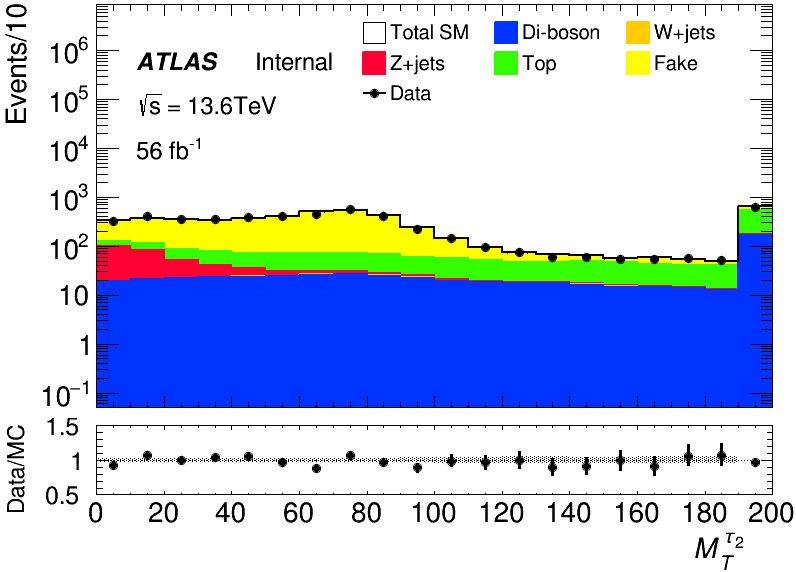 Events/10
10⁶
10⁵
10⁴
10³
10²
10
1
10⁻¹
ATLAS Internal
√s = 13.6TeV
56 fb⁻¹
Total SM Di-boson W+jets
Z+jets Top Fake
Data
Data/MC
1.5
1
0.5
0 20 40 60 80 100 120 140 160 180 200
M_T^{τ₂}